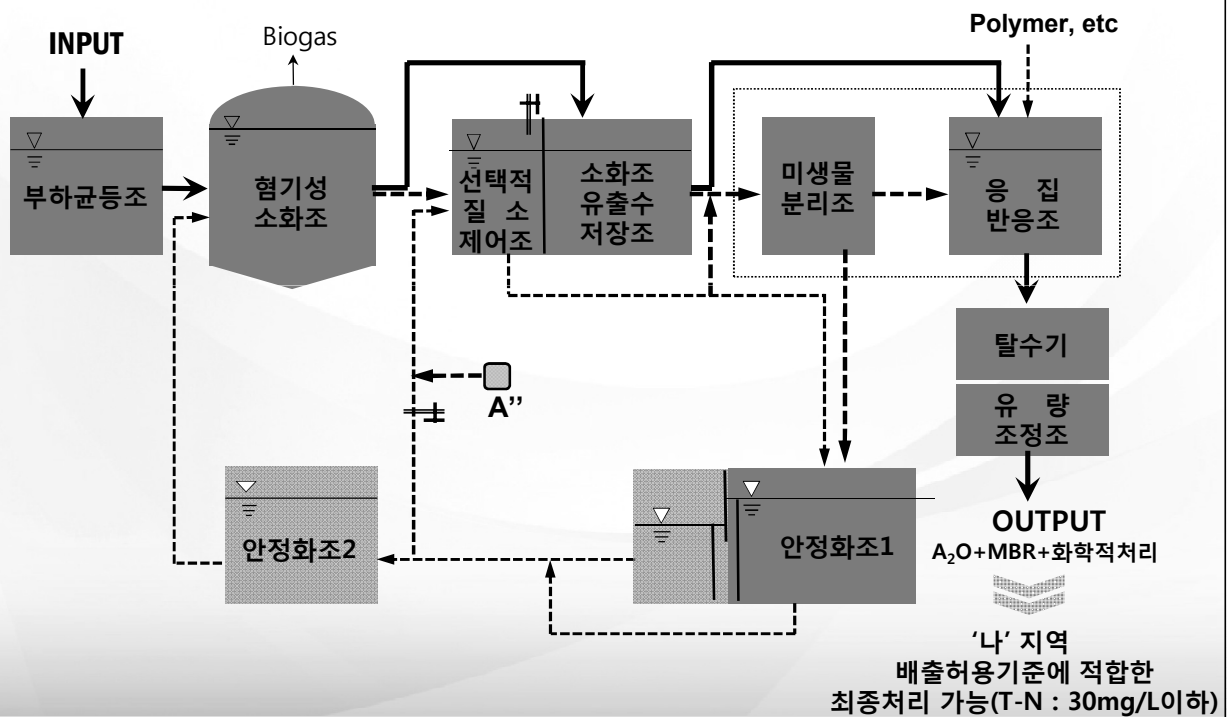 INPUT
Biogas
Polymer, etc
부하균등조
혐기성
소화조
선택적
질 소
제어조
소화조
유출수
저장조
미생물
분리조
응 집
반응조
탈수기
유 량
조정조
A’’
안정화조2
안정화조1
OUTPUT
A₂O+MBR+화학적처리
‘나’ 지역
배출허용기준에 적합한
최종처리 가능(T-N : 30mg/L이하)